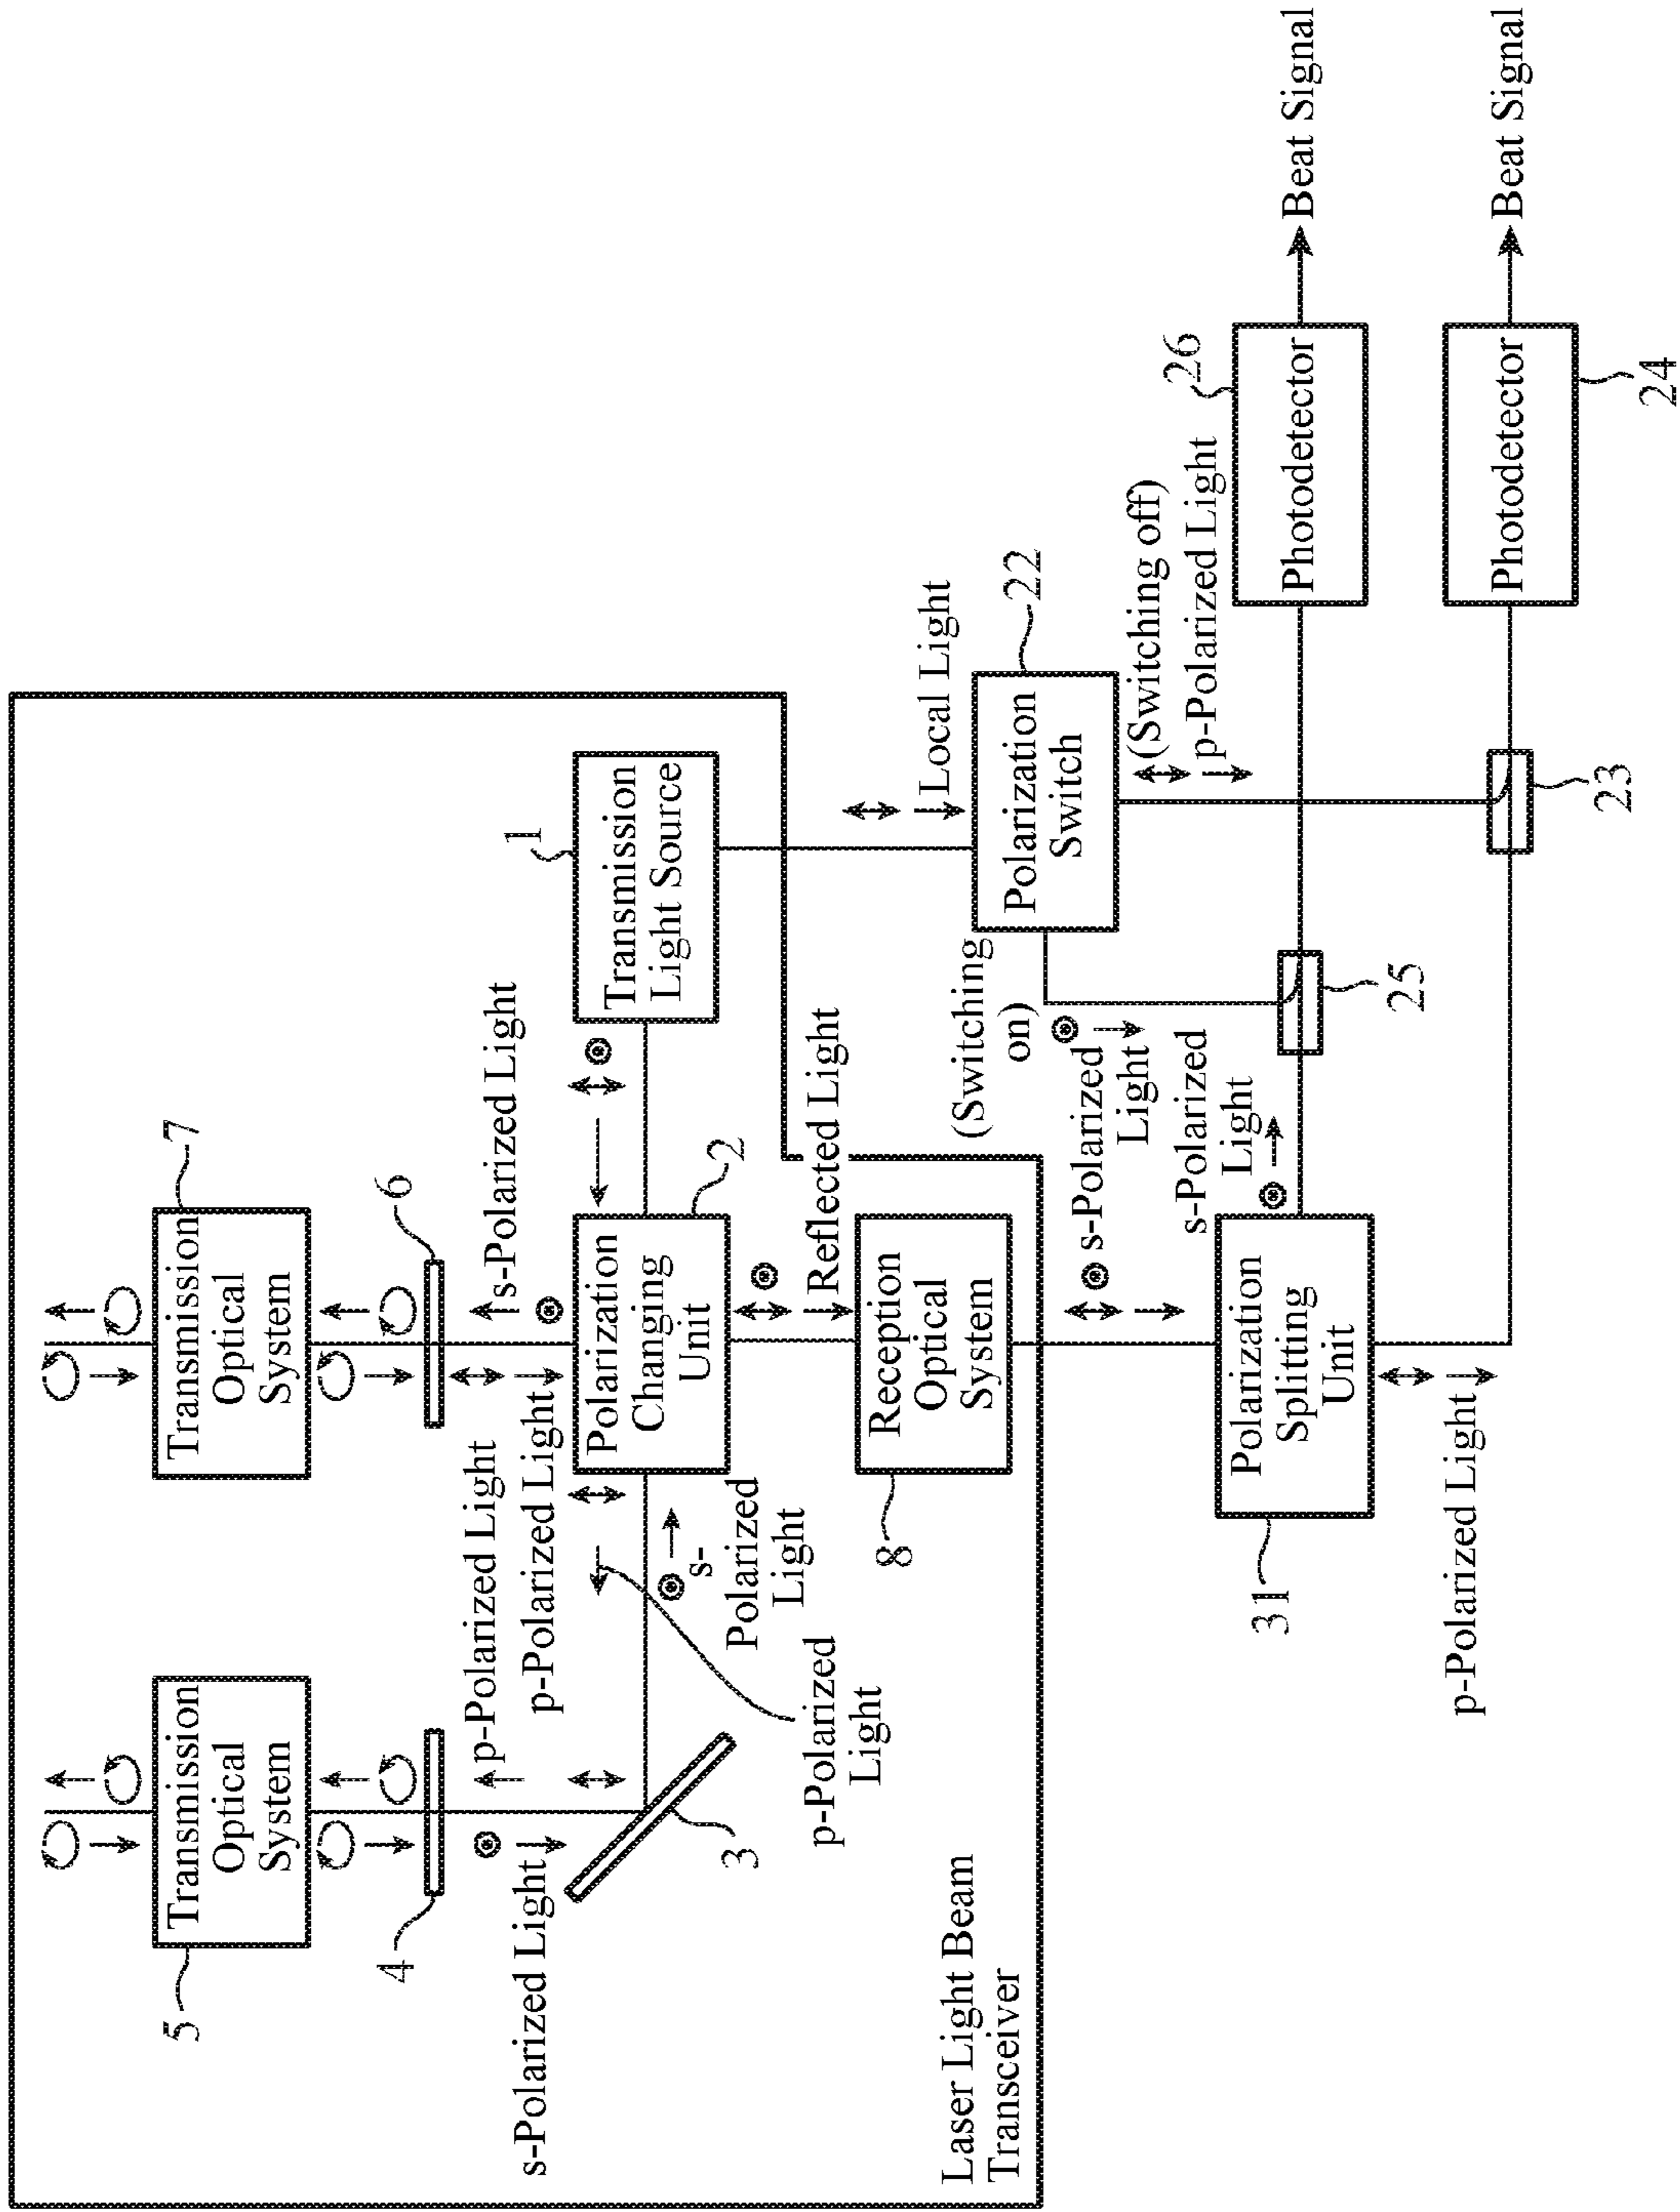 5
Transmission
Optical
System
7
Transmission
Optical
System
4
6
s-Polarized Light
p-Polarized Light
p-Polarized Light
s-Polarized Light
1
Transmission
Light Source
Polarization
Changing
Unit
2
3
p-Polarized
Light
s-
Polarized
Light
Reflected Light
8
Reception
Optical
System
Laser Light Beam
Transceiver
Local Light
22
Polarization
Switch
(Switching
on)
s-Polarized
Light
(Switching off)
p-Polarized Light
s-Polarized
Light
31
Polarization
Splitting
Unit
25
26
Photodetector
Beat Signal
p-Polarized Light
23
Photodetector
24
Beat Signal